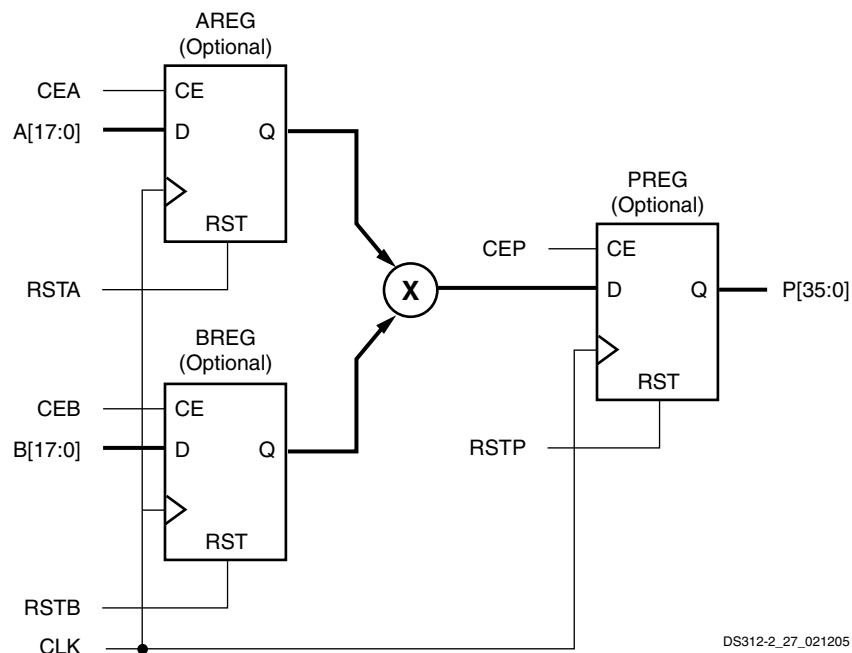 AREG
(Optional)
CEA
CE
A[17:0]
D
Q
RST
RSTA
PREG
(Optional)
CEP
CE
D
Q
P[35:0]
RST
RSTP
X
BREG
(Optional)
CEB
CE
B[17:0]
D
Q
RST
RSTB
CLK
DS312-2_27_021205